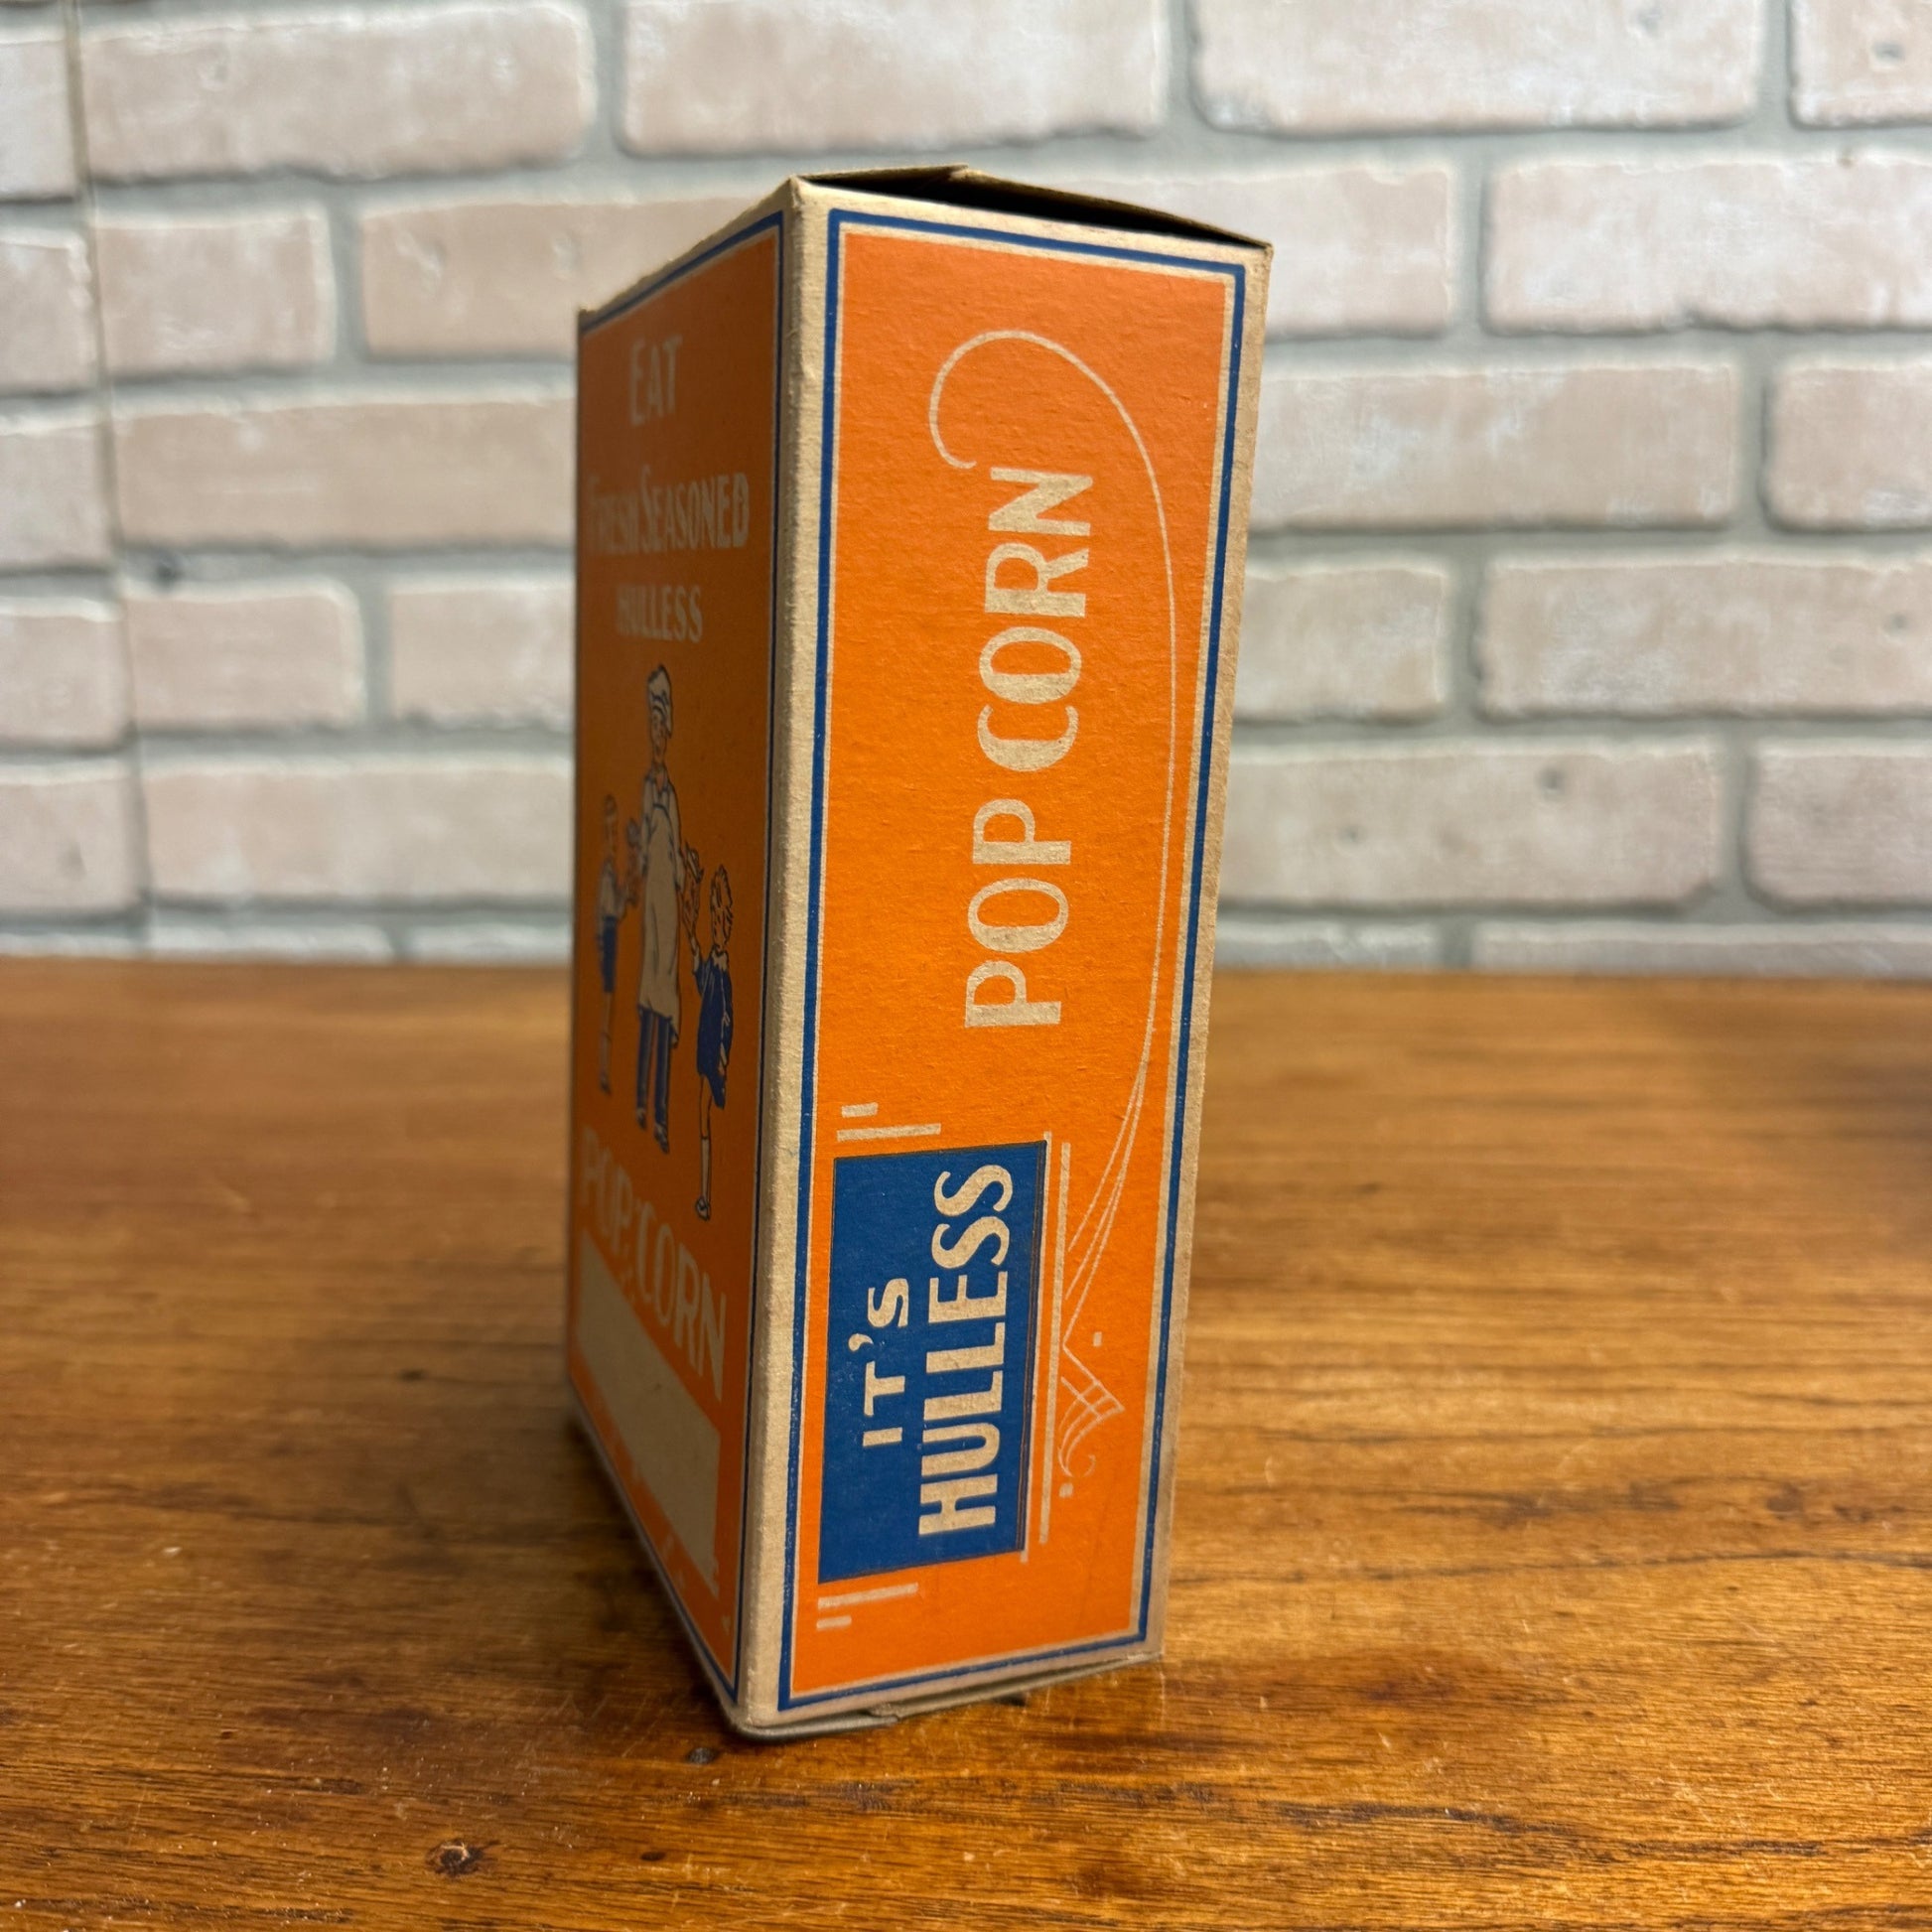 EAT
FRESH SEASONED
HULLESS
POP CORN
IT'S
HULLESS
POP CORN